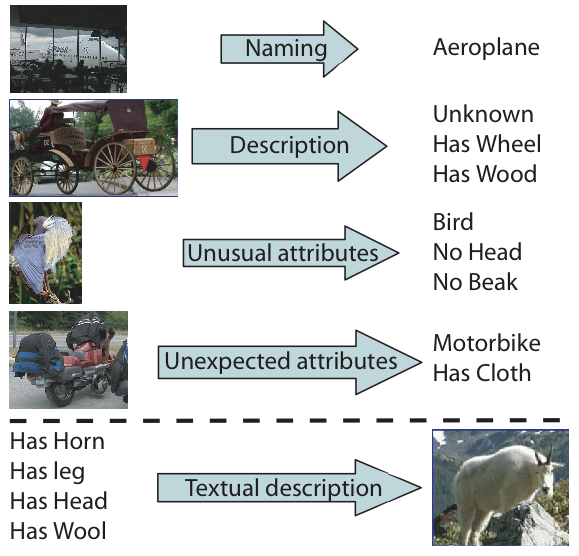 Naming
Aeroplane
Description
Unknown
Has Wheel
Has Wood
Unusual attributes
Bird
No Head
No Beak
Unexpected attributes
Motorbike
Has Cloth
Has Horn
Has leg
Has Head
Has Wool
Textual description